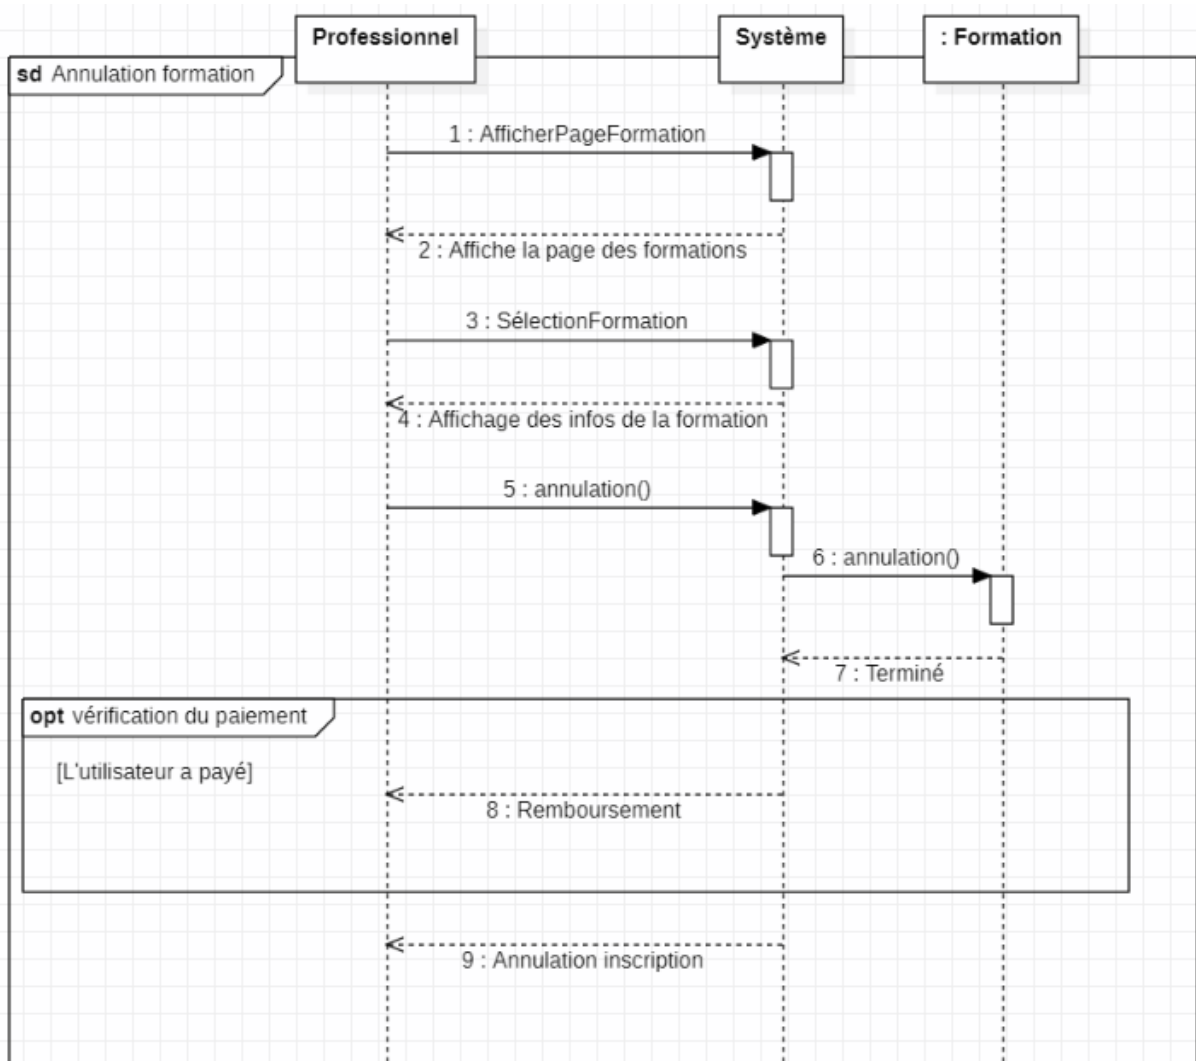 Professionnel
Système
: Formation
sd Annulation formation
1 : AfficherPageFormation
2 : Affiche la page des formations
3 : SélectionFormation
4 : Affichage des infos de la formation
5 : annulation()
6 : annulation()
7 : Terminé
opt vérification du paiement
[L'utilisateur a payé]
8 : Remboursement
9 : Annulation inscription